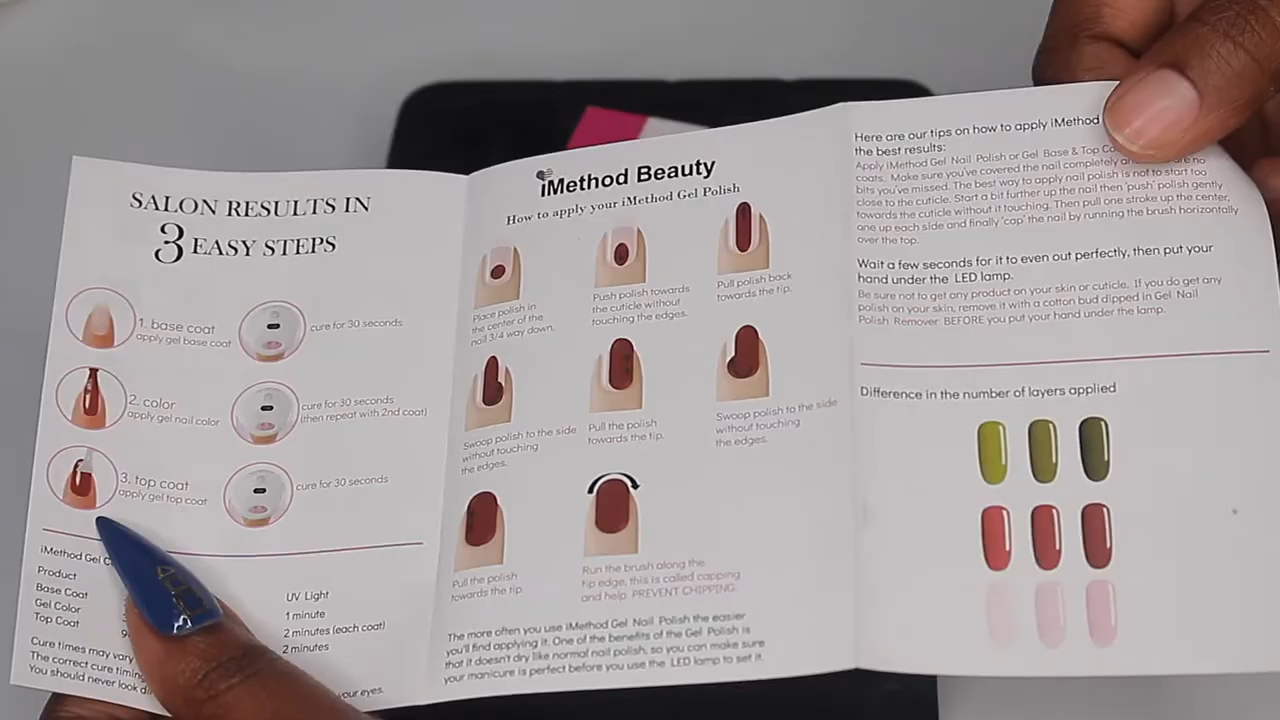 SALON RESULTS IN
3 EASY STEPS
1. base coat
apply gel base coat
cure for 30 seconds
2. color
apply gel nail color
cure for 30 seconds
(then repeat with 2nd coat)
3. top coat
apply gel top coat
cure for 30 seconds
iMethod Gel
Product
UV Light
Base Coat
1 minute
Gel Color
2 minutes (each coat)
Top Coat
2 minutes
Cure times may vary
The correct cure timing
You should never look
your eyes.
iMethod Beauty
How to apply your iMethod Gel Polish
Place polish in
the center of the
nail 3/4 way down.
Push polish towards
the cuticle without
touching the edges.
Pull polish back
towards the tip.
Swoop polish to the side
without touching
the edges.
Pull the polish
towards the tip.
Swoop polish to the side
without touching
the edges.
Pull the polish
towards the tip.
Run the brush along the
tip edge, this is called capping
and help PREVENT CHIPPING.
The more often you use iMethod Gel Nail Polish the easier
you'll find applying it. One of the benefits of the Gel Polish is
that it doesn't dry like normal nail polish, so you can make sure
your manicure is perfect before you use the LED lamp to set it.
Here are our tips on how to apply iMethod
the best results:
Apply iMethod Gel Nail Polish or Gel Base & Top
coats. Make sure you've covered the nail completely are no
bits you've missed. The best way to apply nail polish is not to start too
close to the cuticle. Start a bit further up the nail then 'push' polish gently
towards the cuticle without it touching. Then pull one stroke up the center,
one up each side and finally 'cap' the nail by running the brush horizontally
over the top.
Wait a few seconds for it to even out perfectly, then put your
hand under the LED lamp.
Be sure not to get any product on your skin or cuticle. If you do get any
polish on your skin, remove it with a cotton bud dipped in Gel Nail
Polish Remover BEFORE you put your hand under the lamp.
Difference in the number of layers applied